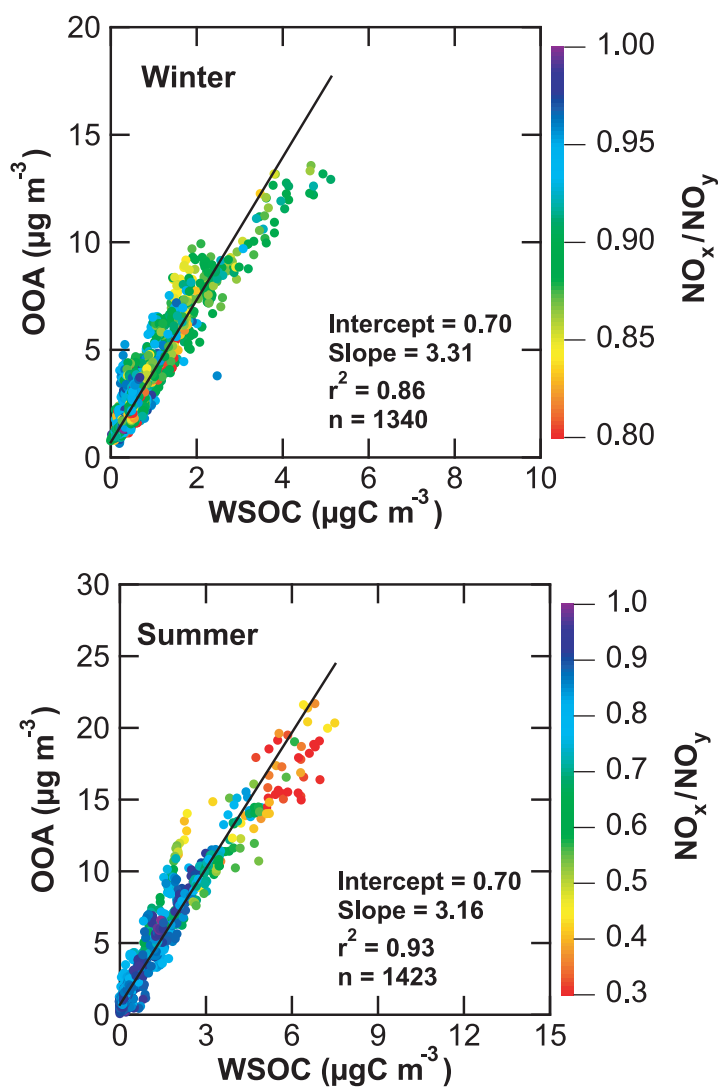 Winter
20
15
10
5
0
OOA (µg m⁻³)
Intercept = 0.70
Slope = 3.31
r² = 0.86
n = 1340
0 2 4 6 8 10
WSOC (µgC m⁻³)
1.00
0.95
0.90
0.85
0.80
NOₓ/NOᵧ
Summer
30
25
20
15
10
5
0
OOA (µg m⁻³)
Intercept = 0.70
Slope = 3.16
r² = 0.93
n = 1423
0 3 6 9 12 15
WSOC (µgC m⁻³)
1.0
0.9
0.8
0.7
0.6
0.5
0.4
0.3
NOₓ/NOᵧ